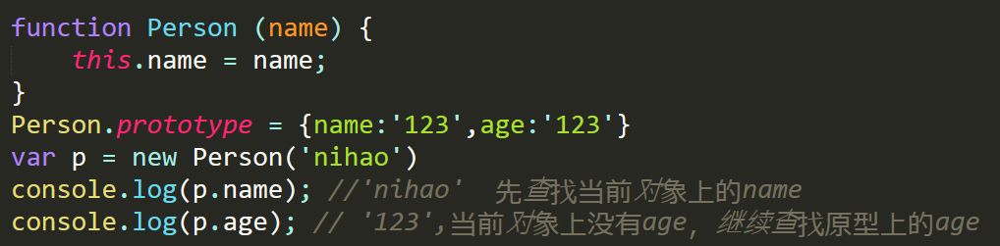 function Person (name) {
    this.name = name;
}
Person.prototype = {name:'123',age:'123'}
var p = new Person('nihao')
console.log(p.name); //'nihao'  先查找当前对象上的name
console.log(p.age); // '123',当前对象上没有age, 继续查找原型上的age